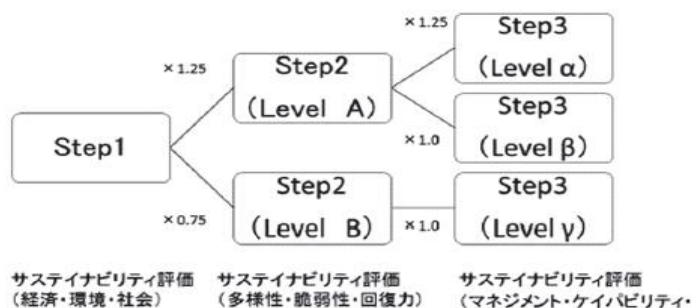 ×1.25
Step3
(Level α)
×1.25
Step2
(Level A)
×1.0
Step3
(Level β)
Step1
×0.75
Step2
(Level B)
×1.0
Step3
(Level γ)
サステイナビリティ評価
(経済・環境・社会)
サステイナビリティ評価
(多様性・脆弱性・回復力)
サステイナビリティ評価
(マネジメント・ケイパビリティ・